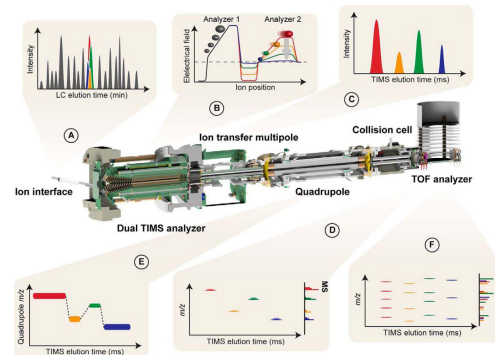 Analyzer 1
Analyzer 2
Intensity
LC elution time (min)
Elelectrical field
Ion position
Intensity
TIMS elution time (ms)
A
B
C
Ion transfer multipole
Collision cell
Ion interface
Quadrupole
TOF analyzer
Dual TIMS analyzer
D
E
F
Quadrupole m/z
TIMS elution time (ms)
m/z
MS
TIMS elution time (ms)
m/z
TIMS elution time (ms)